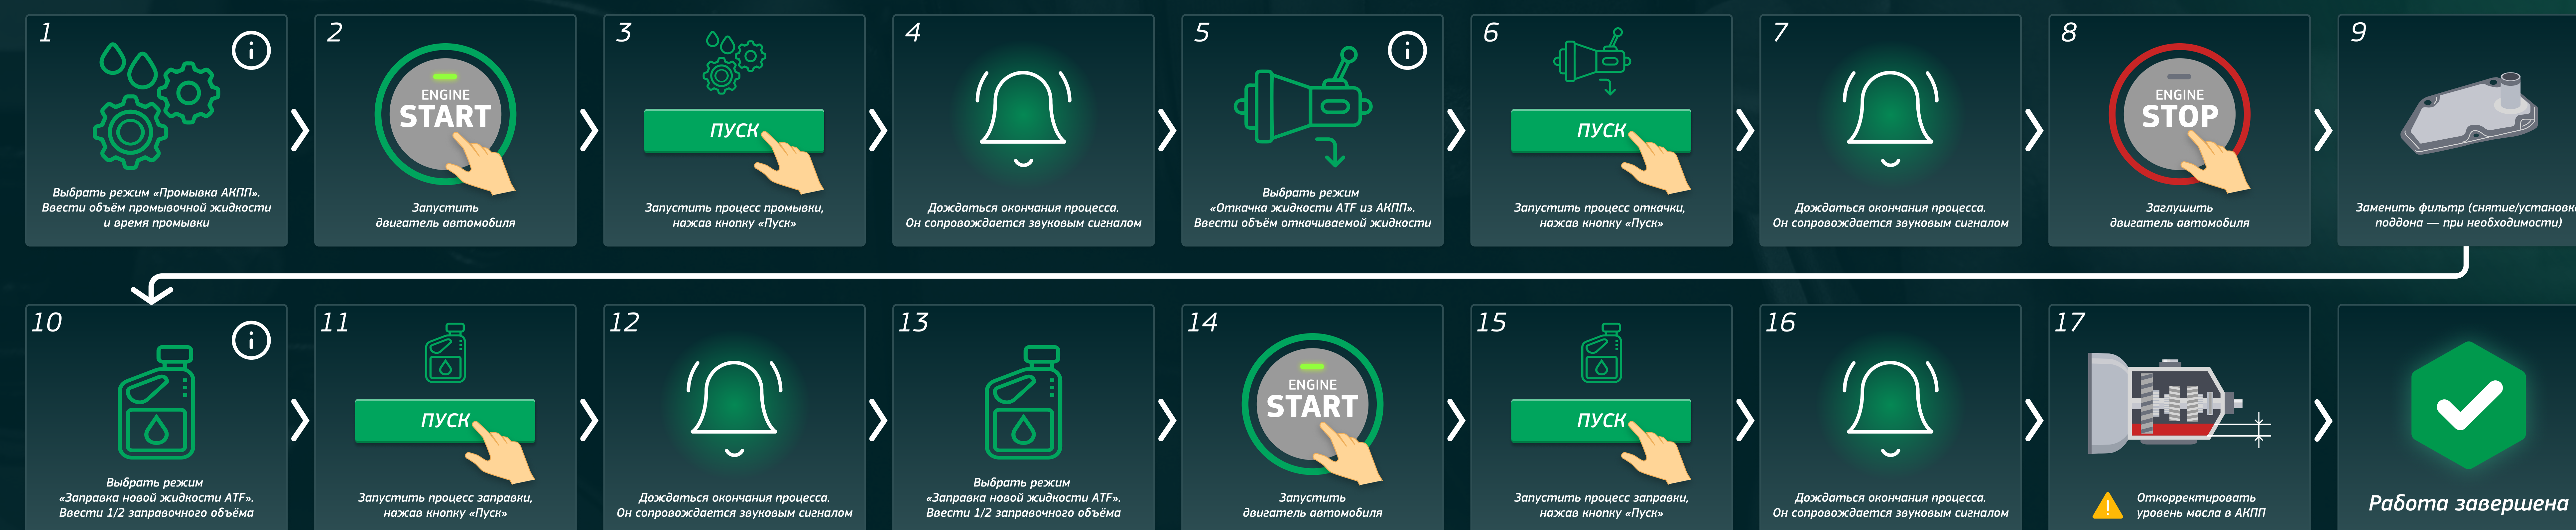 1
Выбрать режим «Промывка АКПП».
Ввести объём промывочной жидкости
и время промывки
2
ENGINE
START
Запустить
двигатель автомобиля
3
ПУСК
Запустить процесс промывки,
нажав кнопку «Пуск»
4
Дождаться окончания процесса.
Он сопровождается звуковым сигналом
5
Выбрать режим
«Откачка жидкости ATF из АКПП».
Ввести объём откачиваемой жидкости
6
ПУСК
Запустить процесс откачки,
нажав кнопку «Пуск»
7
Дождаться окончания процесса.
Он сопровождается звуковым сигналом
8
ENGINE
STOP
Заглушить
двигатель автомобиля
9
Заменить фильтр (снятие/установка
поддона — при необходимости)
10
Выбрать режим
«Заправка новой жидкости ATF».
Ввести 1/2 заправочного объёма
11
ПУСК
Запустить процесс заправки,
нажав кнопку «Пуск»
12
Дождаться окончания процесса.
Он сопровождается звуковым сигналом
13
Выбрать режим
«Заправка новой жидкости ATF».
Ввести 1/2 заправочного объёма
14
ENGINE
START
Запустить
двигатель автомобиля
15
ПУСК
Запустить процесс заправки,
нажав кнопку «Пуск»
16
Дождаться окончания процесса.
Он сопровождается звуковым сигналом
17
Откорректировать
уровень масла в АКПП
Работа завершена